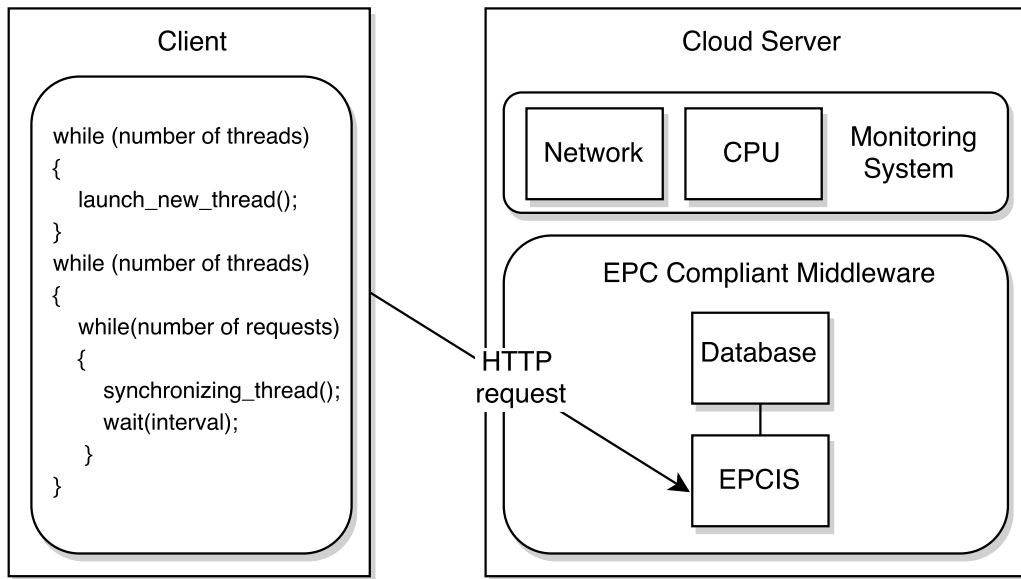 Client
while (number of threads)
{
launch_new_thread();
}
while (number of threads)
{
while(number of requests)
{
synchronizing_thread();
wait(interval);
}
}
HTTP
request
Cloud Server
Network
CPU
Monitoring
System
EPC Compliant Middleware
Database
EPCIS